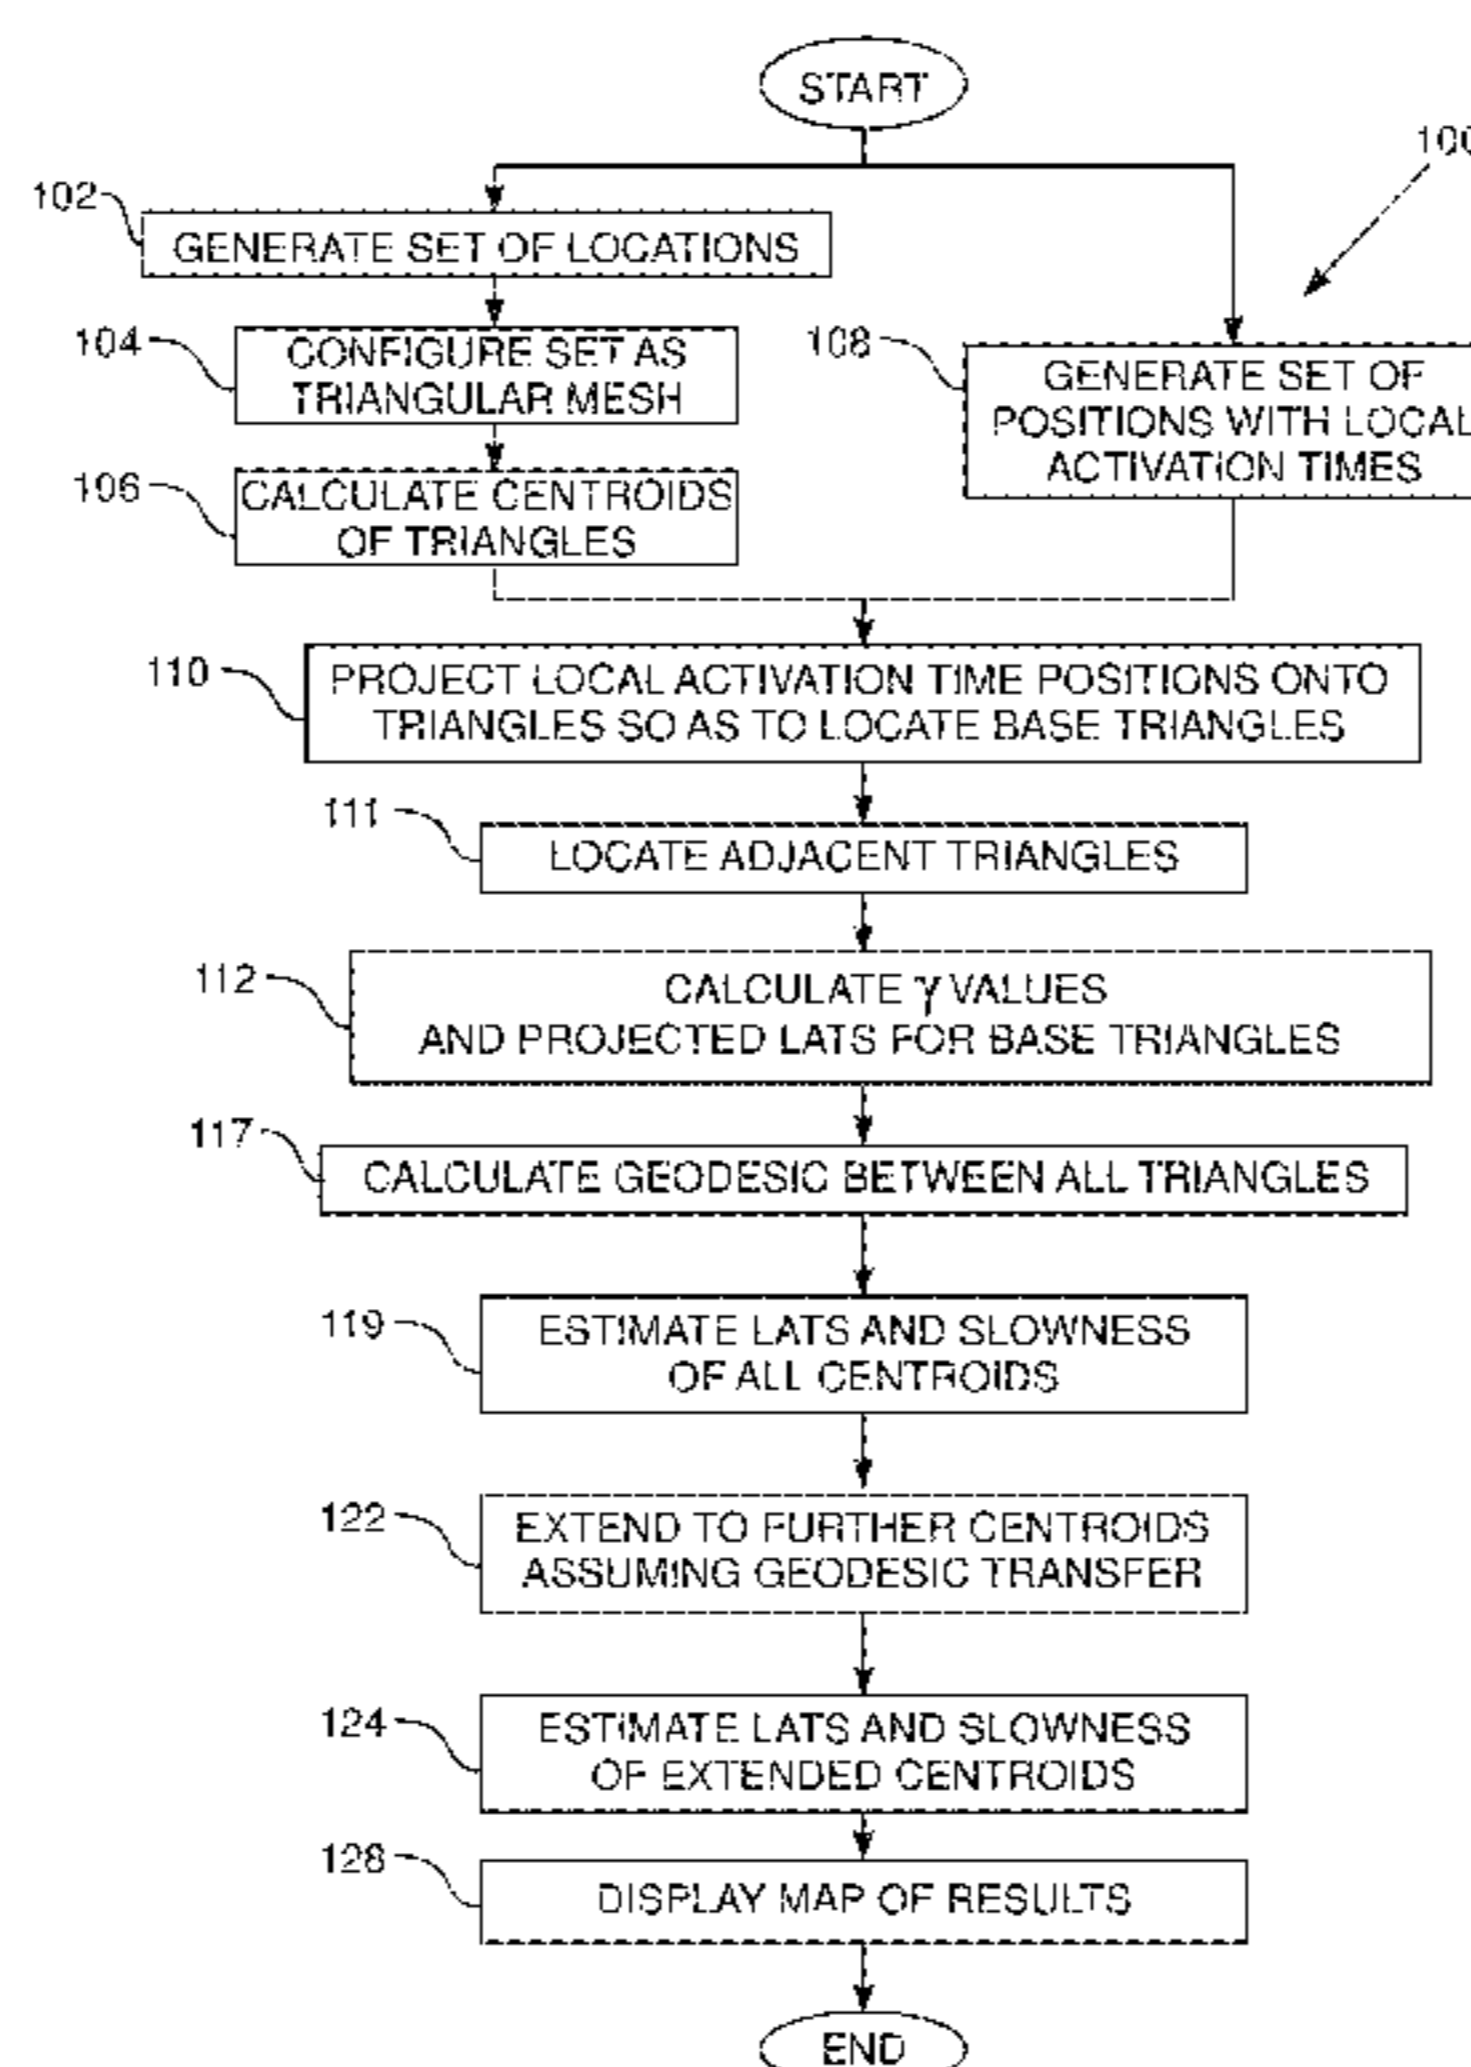 START
100
102
GENERATE SET OF LOCATIONS
104
CONFIGURE SET AS
TRIANGULAR MESH
108
GENERATE SET OF
POSITIONS WITH LOCAL
ACTIVATION TIMES
106
CALCULATE CENTROIDS
OF TRIANGLES
110
PROJECT LOCAL ACTIVATION TIME POSITIONS ONTO
TRIANGLES SO AS TO LOCATE BASE TRIANGLES
111
LOCATE ADJACENT TRIANGLES
112
CALCULATE γ VALUES
AND PROJECTED LATS FOR BASE TRIANGLES
117
CALCULATE GEODESIC BETWEEN ALL TRIANGLES
119
ESTIMATE LATS AND SLOWNESS
OF ALL CENTROIDS
122
EXTEND TO FURTHER CENTROIDS
ASSUMING GEODESIC TRANSFER
124
ESTIMATE LATS AND SLOWNESS
OF EXTENDED CENTROIDS
128
DISPLAY MAP OF RESULTS
END